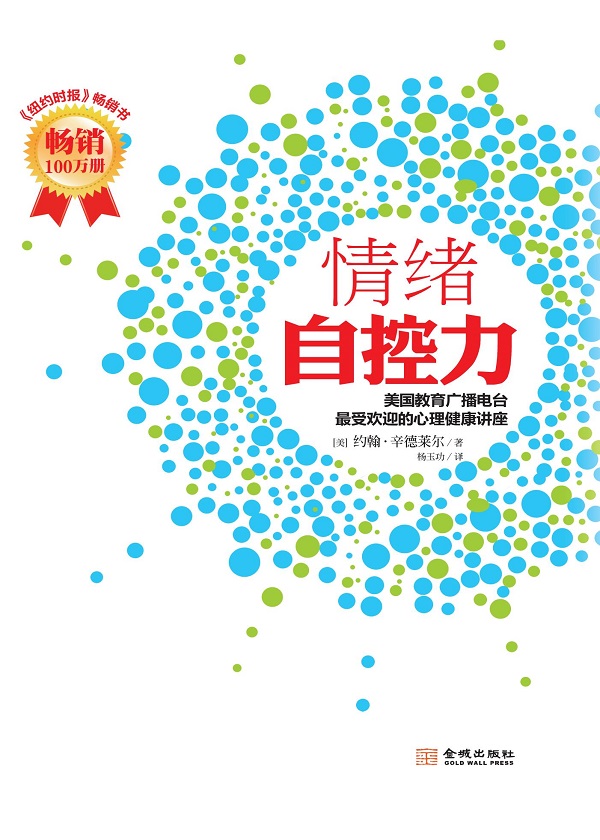 《纽约时报》畅销书
畅销
100万册
情绪
自控力
美国教育广播电台
最受欢迎的心理健康讲座
[美] 约翰·辛德莱尔／著
杨玉功／译
金城出版社
GOLD WALL PRESS